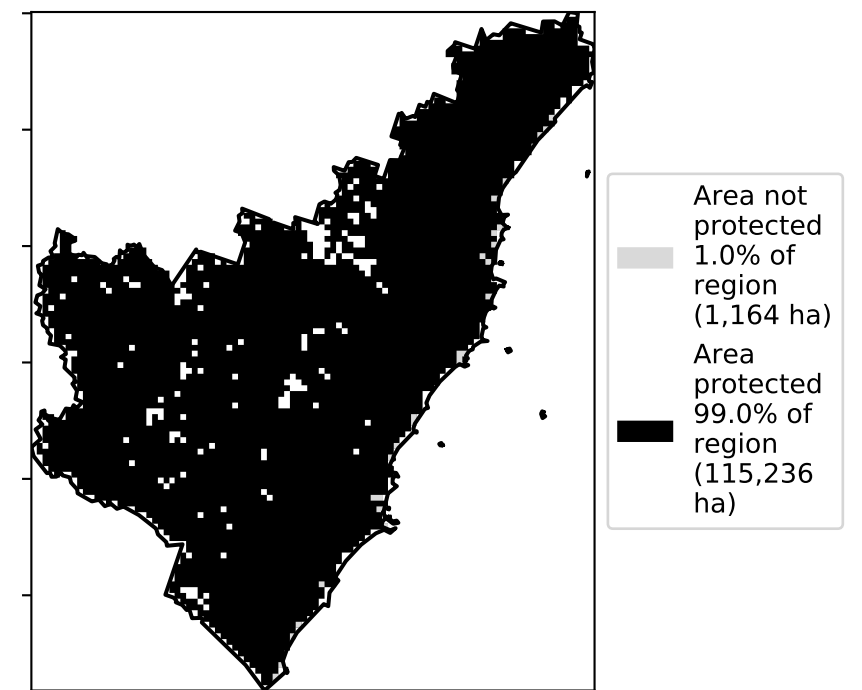 Area not
protected
1.0% of
region
(1,164 ha)
Area
protected
99.0% of
region
(115,236
ha)